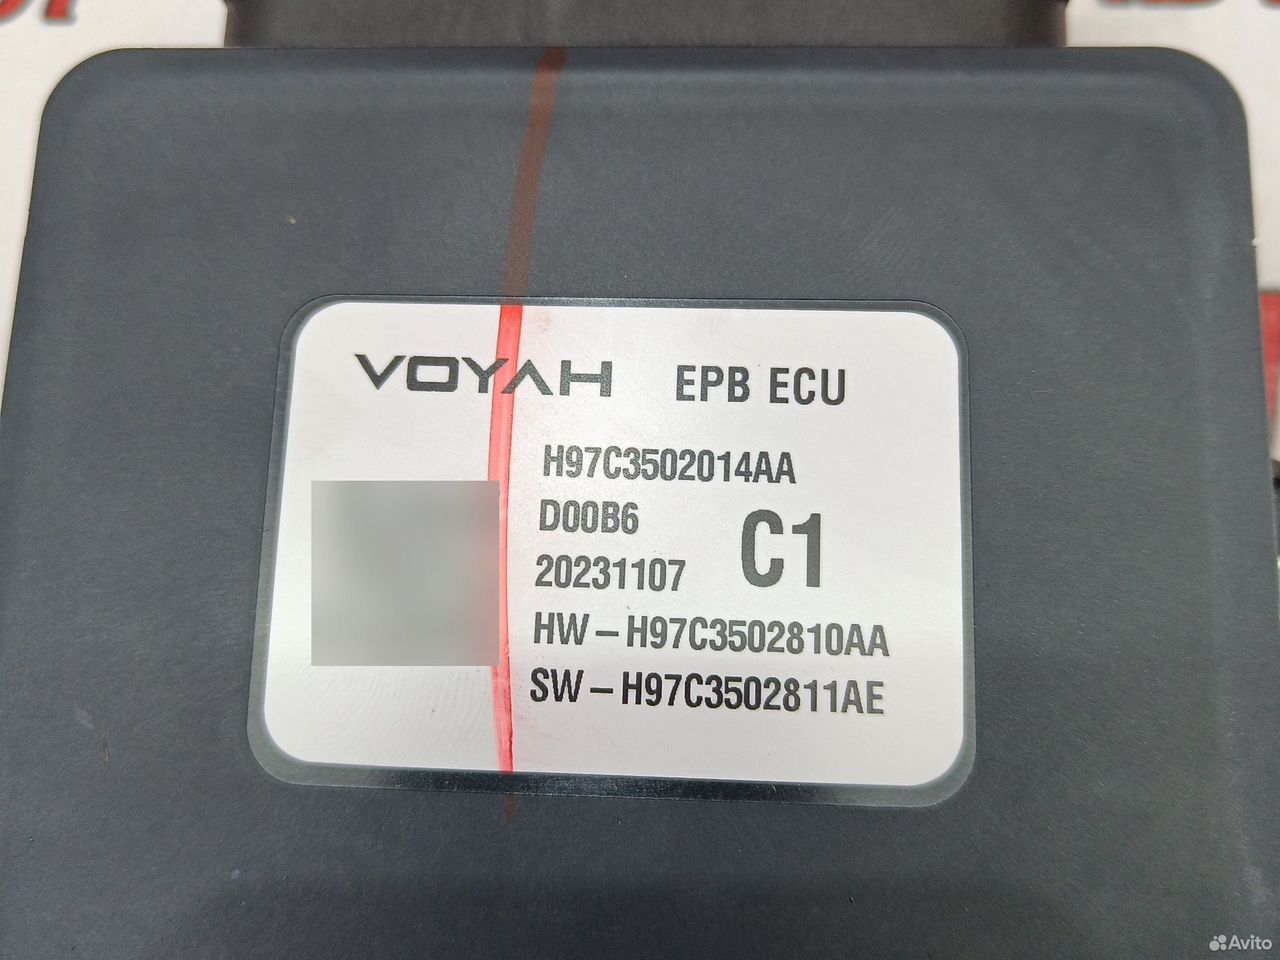 VOYAH EPB ECU
H97C3502014AA
D00B6
C1
20231107
HW-H97C3502810AA
SW-H97C3502811AE
Avito